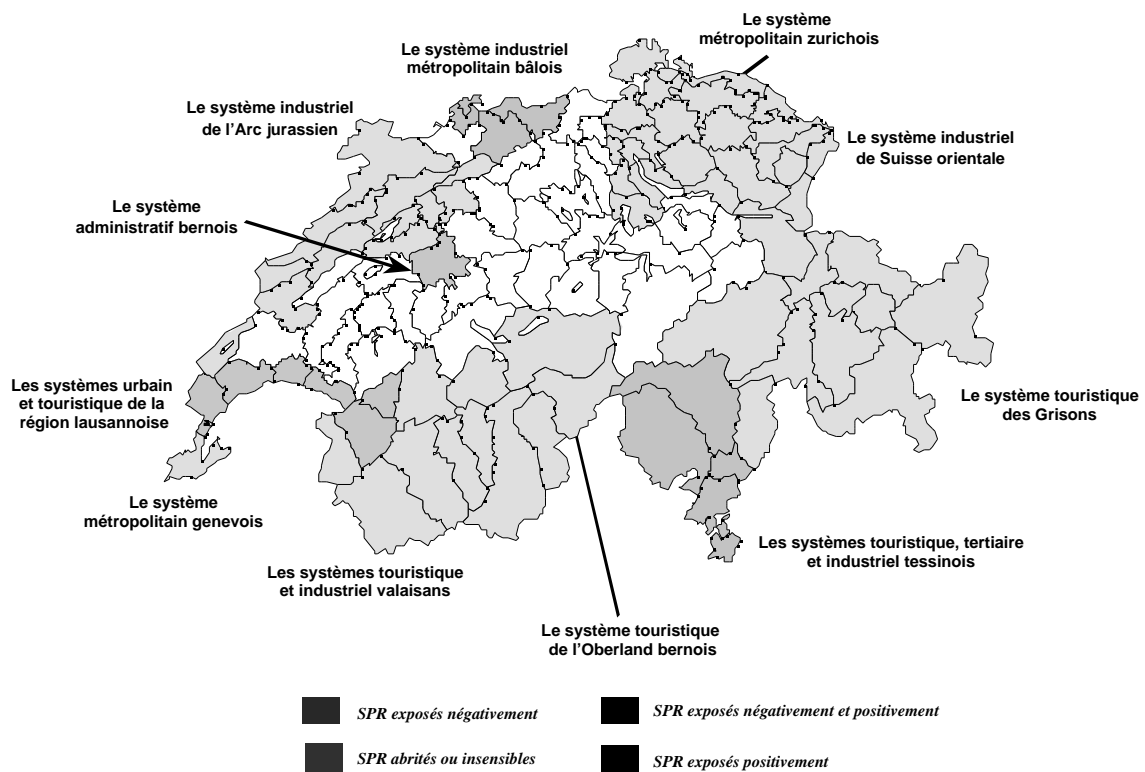 Le système
métropolitain zurichois
Le système industriel
métropolitain bâlois
Le système industriel
de l'Arc jurassien
Le système industriel
de Suisse orientale
Le système
administratif bernois
Les systèmes urbain
et touristique de la
région lausannoise
Le système touristique
des Grisons
Le système
métropolitain genevois
Les systèmes touristique, tertiaire
et industriel tessinois
Les systèmes touristique
et industriel valaisans
Le système touristique
de l'Oberland bernois
SPR exposés négativement
SPR exposés négativement et positivement
SPR abrités ou insensibles
SPR exposés positivement